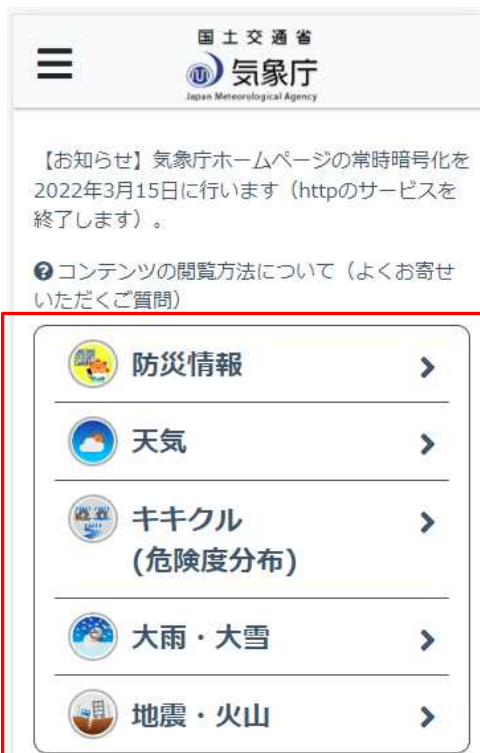 国土交通省
気象庁
Japan Meteorological Agency
【お知らせ】気象庁ホームページの常時暗号化を
2022年3月15日に行います（httpのサービスを
終了します）。
コンテンツの閲覧方法について（よくお寄せ
いただくご質問）
防災情報
天気
キキクル
(危険度分布)
大雨・大雪
地震・火山